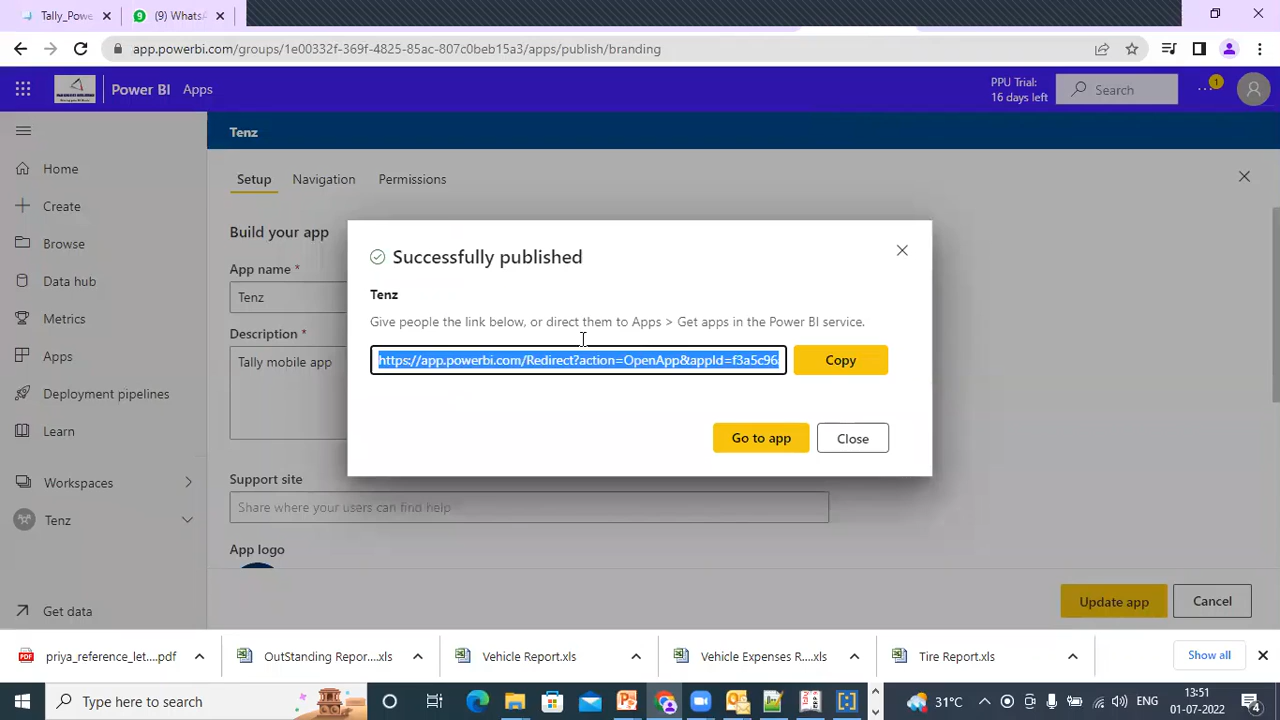 Tally_Power
(9) Whats
app.powerbi.com/groups/1e00332f-369f-4825-85ac-807c0beb15a3/apps/publish/branding
Power BI Apps
PPU Trial:
16 days left
Search
1
Tenz
Home
Create
Browse
Data hub
Metrics
Apps
Deployment pipelines
Learn
Workspaces
Tenz
Get data
Setup Navigation Permissions
Build your app
App name *
Tenz
Description *
Tally mobile app
Support site
Share where your users can find help
App logo
Successfully published
Tenz
Give people the link below, or direct them to Apps > Get apps in the Power BI service.
https://app.powerbi.com/Redirect?action=OpenApp&appId=f3a5c96
Copy
Go to app
Close
Update app
Cancel
priya_reference_let....pdf
OutStanding Repor....xls
Vehicle Report.xls
Vehicle Expenses R....xls
Tire Report.xls
Show all
Type here to search
31°C
ENG
13:51
01-07-2022
4